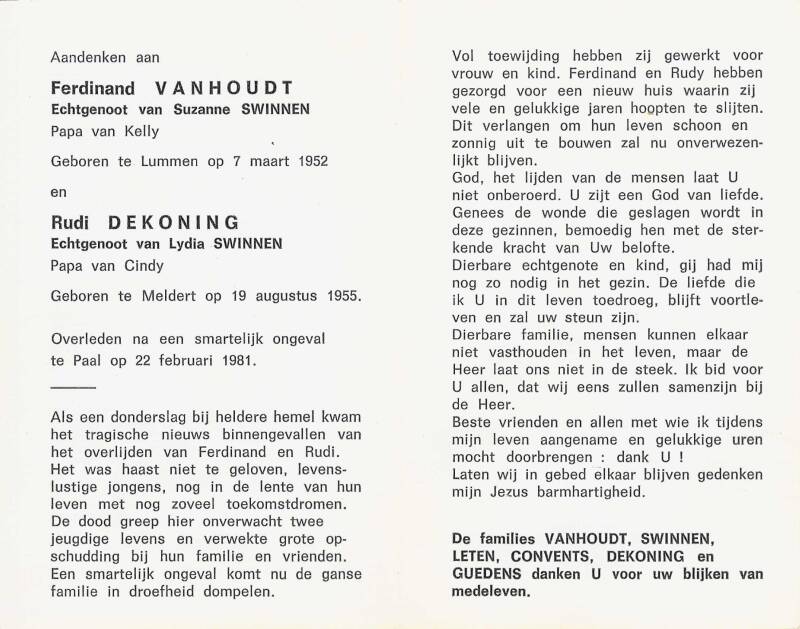 Aandenken aan
Ferdinand VANHOUDT
Echtgenoot van Suzanne SWINNEN
Papa van Kelly
Geboren te Lummen op 7 maart 1952
en
Rudi DEKONING
Echtgenoot van Lydia SWINNEN
Papa van Cindy
Geboren te Meldert op 19 augustus 1955.
Overleden na een smartelijk ongeval
te Paal op 22 februari 1981.
Als een donderslag bij heldere hemel kwam
het tragische nieuws binnengevallen van
het overlijden van Ferdinand en Rudi.
Het was haast niet te geloven, levens-
lustige jongens, nog in de lente van hun
leven met nog zoveel toekomstdromen.
De dood greep hier onverwacht twee
jeugdige levens en verwekte grote op-
schudding bij hun familie en vrienden.
Een smartelijk ongeval komt nu de ganse
familie in droefheid dompelen.
Vol toewijding hebben zij gewerkt voor
vrouw en kind. Ferdinand en Rudy hebben
gezorgd voor een nieuw huis waarin zij
vele en gelukkige jaren hoopten te slijten.
Dit verlangen om hun leven schoon en
zonnig uit te bouwen zal nu onverwezen-
lijkt blijven.
God, het lijden van de mensen laat U
niet onberoerd. U zijt een God van liefde.
Genees de wonde die geslagen wordt in
deze gezinnen, bemoedig hen met de ster-
kende kracht van Uw belofte.
Dierbare echtgenote en kind, gij had mij
nog zo nodig in het gezin. De liefde die
ik U in dit leven toedroeg, blijft voortle-
ven en zal uw steun zijn.
Dierbare familie, mensen kunnen elkaar
niet vasthouden in het leven, maar de
Heer laat ons niet in de steek. Ik bid voor
U allen, dat wij eens zullen samenzijn bij
de Heer.
Beste vrienden en allen met wie ik tijdens
mijn leven aangename en gelukkige uren
mocht doorbrengen : dank U !
Laten wij in gebed elkaar blijven gedenken
mijn Jezus barmhartigheid.
De families VANHOUDT, SWINNEN,
LETEN, CONVENTS, DEKONING en
GUEDENS danken U voor uw blijken van
medeleven.